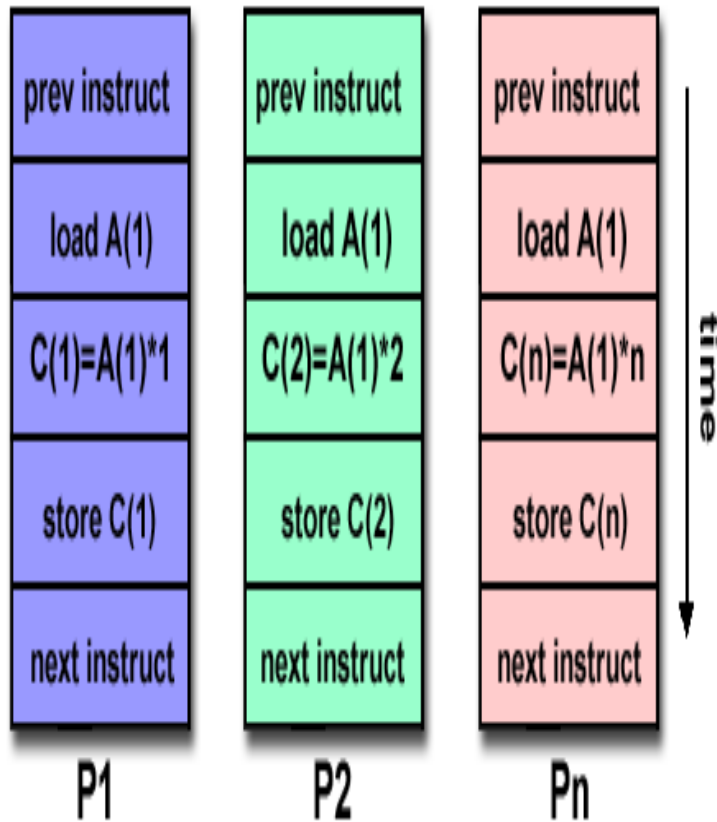 prev instruct
load A(1)
C(1)=A(1)*1
store C(1)
next instruct
P1
prev instruct
load A(1)
C(2)=A(1)*2
store C(2)
next instruct
P2
prev instruct
load A(1)
C(n)=A(1)*n
store C(n)
next instruct
Pn
time